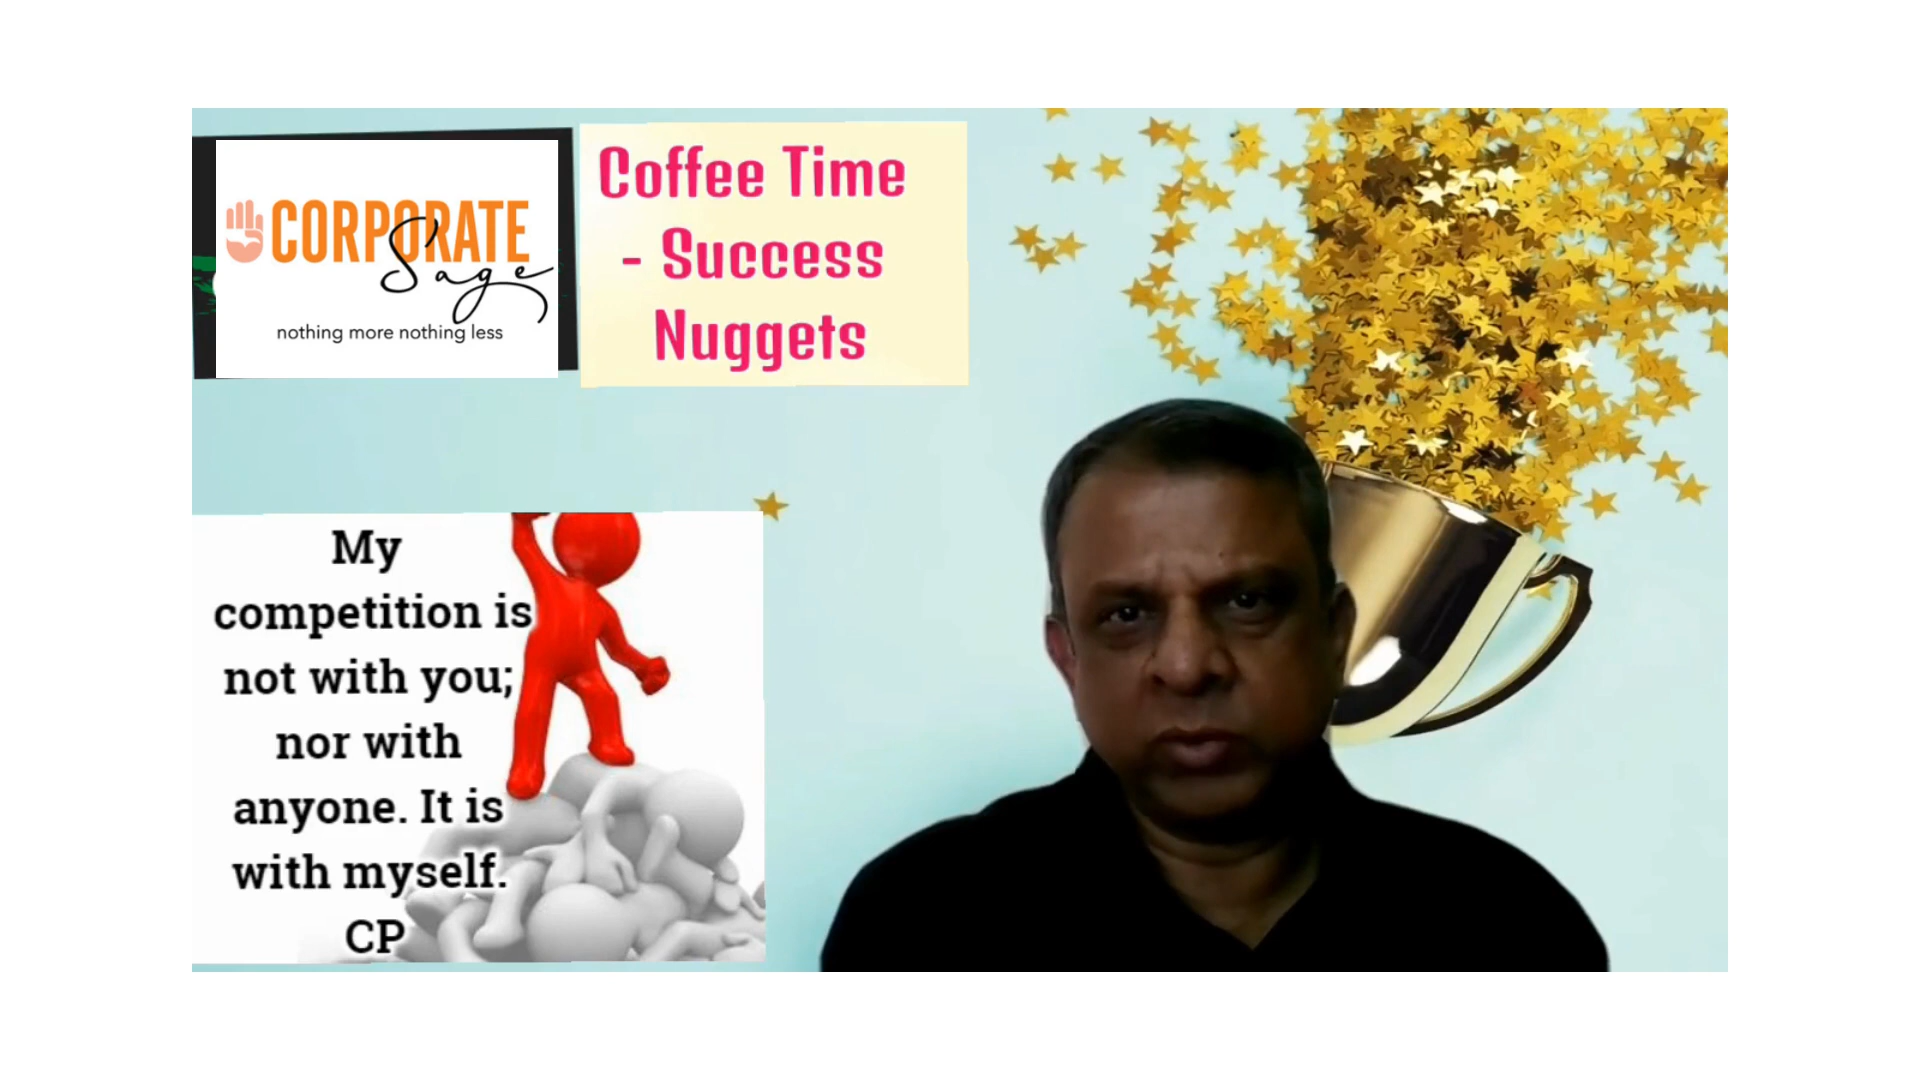 CORPORATE
Sage
nothing more nothing less
Coffee Time
- Success
Nuggets
My
competition is
not with you;
nor with
anyone. It is
with myself.
CP